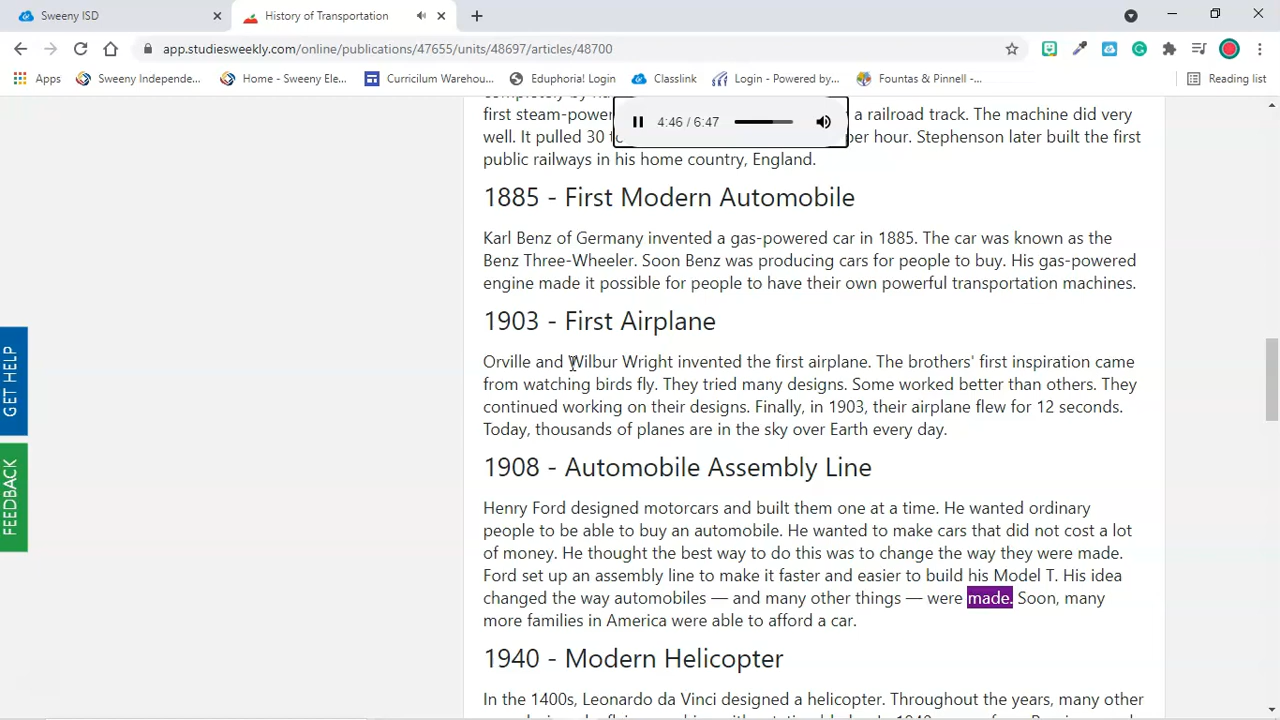 Sweeny ISD
History of Transportation
app.studiesweekly.com/online/publications/47655/units/48697/articles/48700
Apps
Sweeny Independe...
Home - Sweeny Ele...
Curriclum Warehou...
Eduphoria! Login
Classlink
Login - Powered by...
Fountas & Pinnell -...
Reading list
4:46 / 6:47
first steam-power a railroad track. The machine did very
well. It pulled 30 per hour. Stephenson later built the first
public railways in his home country, England.
1885 - First Modern Automobile
Karl Benz of Germany invented a gas-powered car in 1885. The car was known as the
Benz Three-Wheeler. Soon Benz was producing cars for people to buy. His gas-powered
engine made it possible for people to have their own powerful transportation machines.
1903 - First Airplane
Orville and Wilbur Wright invented the first airplane. The brothers' first inspiration came
from watching birds fly. They tried many designs. Some worked better than others. They
continued working on their designs. Finally, in 1903, their airplane flew for 12 seconds.
Today, thousands of planes are in the sky over Earth every day.
1908 - Automobile Assembly Line
Henry Ford designed motorcars and built them one at a time. He wanted ordinary
people to be able to buy an automobile. He wanted to make cars that did not cost a lot
of money. He thought the best way to do this was to change the way they were made.
Ford set up an assembly line to make it faster and easier to build his Model T. His idea
changed the way automobiles — and many other things — were made. Soon, many
more families in America were able to afford a car.
1940 - Modern Helicopter
In the 1400s, Leonardo da Vinci designed a helicopter. Throughout the years, many other
GET HELP
FEEDBACK